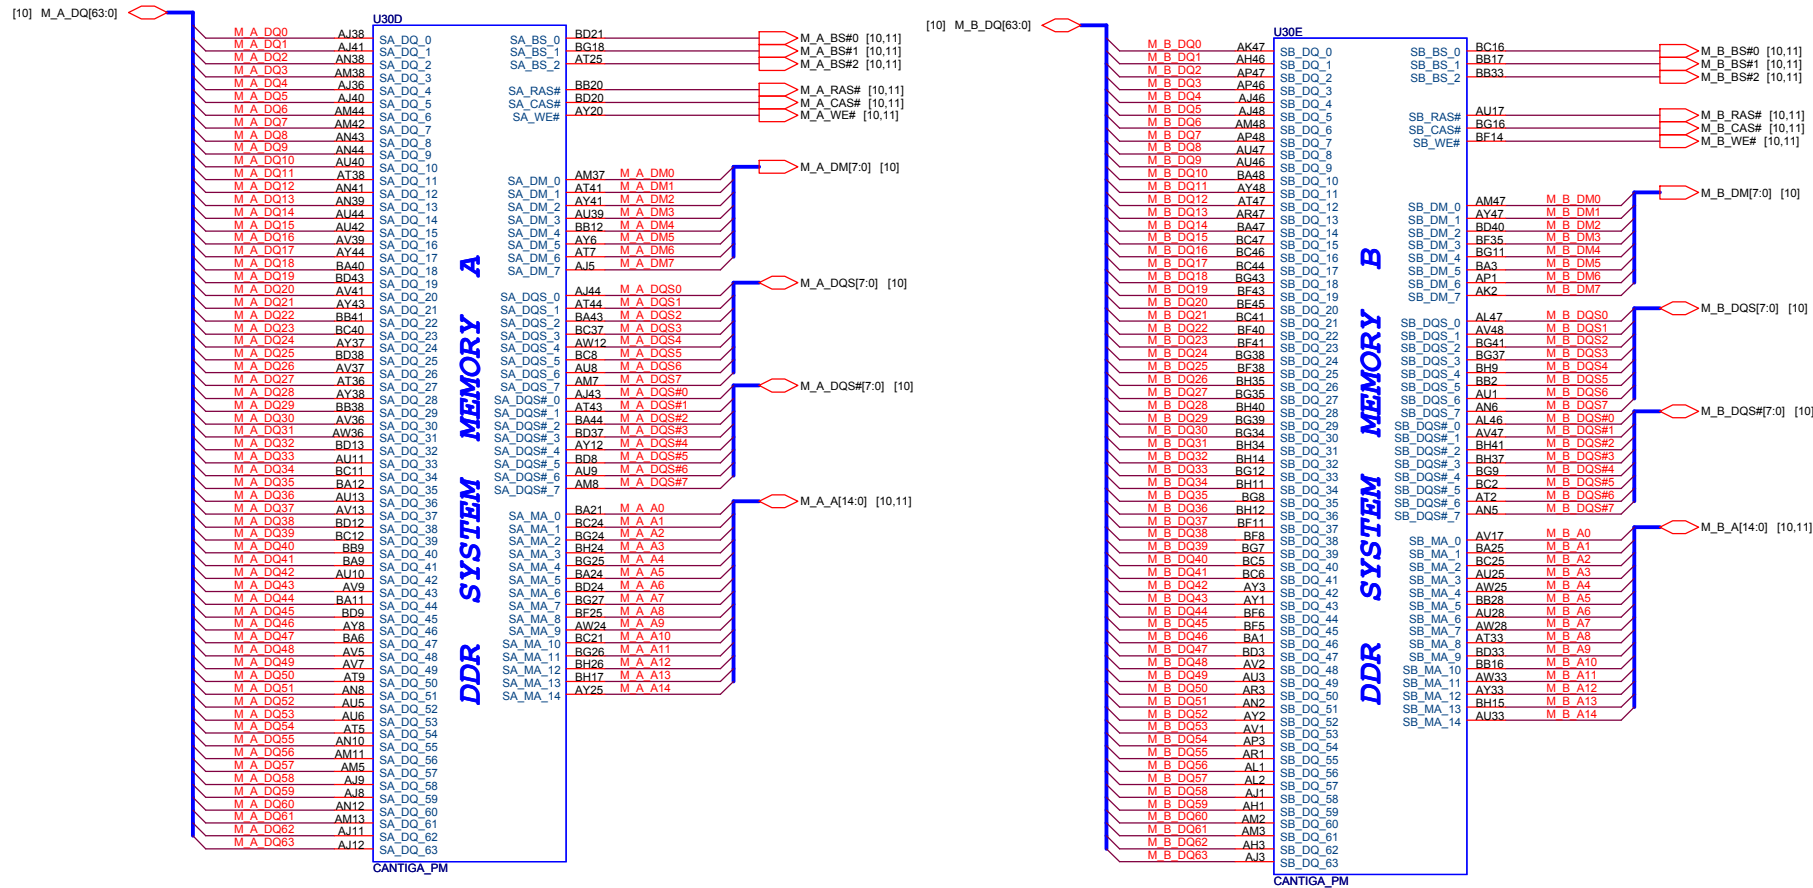 [10] M_A_DQ[63:0]
U30D
M_A_DQ0 AJ38 SA_DQ_0
M_A_DQ1 AJ41 SA_DQ_1
M_A_DQ2 AN38 SA_DQ_2
M_A_DQ3 AM38 SA_DQ_3
M_A_DQ4 AJ36 SA_DQ_4
M_A_DQ5 AJ40 SA_DQ_5
M_A_DQ6 AM44 SA_DQ_6
M_A_DQ7 AM42 SA_DQ_7
M_A_DQ8 AN43 SA_DQ_8
M_A_DQ9 AN44 SA_DQ_9
M_A_DQ10 AU40 SA_DQ_10
M_A_DQ11 AT38 SA_DQ_11
M_A_DQ12 AN41 SA_DQ_12
M_A_DQ13 AN39 SA_DQ_13
M_A_DQ14 AU44 SA_DQ_14
M_A_DQ15 AU42 SA_DQ_15
M_A_DQ16 AV39 SA_DQ_16
M_A_DQ17 AY44 SA_DQ_17
M_A_DQ18 BA40 SA_DQ_18
M_A_DQ19 BD43 SA_DQ_19
M_A_DQ20 AV41 SA_DQ_20
M_A_DQ21 AY43 SA_DQ_21
M_A_DQ22 BB41 SA_DQ_22
M_A_DQ23 BC40 SA_DQ_23
M_A_DQ24 AY37 SA_DQ_24
M_A_DQ25 BD38 SA_DQ_25
M_A_DQ26 AV37 SA_DQ_26
M_A_DQ27 AT36 SA_DQ_27
M_A_DQ28 AY38 SA_DQ_28
M_A_DQ29 BB38 SA_DQ_29
M_A_DQ30 AV36 SA_DQ_30
M_A_DQ31 AW36 SA_DQ_31
M_A_DQ32 BD13 SA_DQ_32
M_A_DQ33 AU11 SA_DQ_33
M_A_DQ34 BC11 SA_DQ_34
M_A_DQ35 BA12 SA_DQ_35
M_A_DQ36 AU13 SA_DQ_36
M_A_DQ37 AV13 SA_DQ_37
M_A_DQ38 BD12 SA_DQ_38
M_A_DQ39 BC12 SA_DQ_39
M_A_DQ40 BB9 SA_DQ_40
M_A_DQ41 BA9 SA_DQ_41
M_A_DQ42 AU10 SA_DQ_42
M_A_DQ43 AV9 SA_DQ_43
M_A_DQ44 BA11 SA_DQ_44
M_A_DQ45 BD9 SA_DQ_45
M_A_DQ46 AY8 SA_DQ_46
M_A_DQ47 BA6 SA_DQ_47
M_A_DQ48 AV5 SA_DQ_48
M_A_DQ49 AV7 SA_DQ_49
M_A_DQ50 AT9 SA_DQ_50
M_A_DQ51 AN8 SA_DQ_51
M_A_DQ52 AU5 SA_DQ_52
M_A_DQ53 AU6 SA_DQ_53
M_A_DQ54 AT5 SA_DQ_54
M_A_DQ55 AN10 SA_DQ_55
M_A_DQ56 AM11 SA_DQ_56
M_A_DQ57 AM5 SA_DQ_57
M_A_DQ58 AJ9 SA_DQ_58
M_A_DQ59 AJ8 SA_DQ_59
M_A_DQ60 AN12 SA_DQ_60
M_A_DQ61 AM13 SA_DQ_61
M_A_DQ62 AJ11 SA_DQ_62
M_A_DQ63 AJ12 SA_DQ_63
DDR SYSTEM MEMORY A
SA_BS_0 BD21 M_A_BS#0 [10,11]
SA_BS_1 BG18 M_A_BS#1 [10,11]
SA_BS_2 AT25 M_A_BS#2 [10,11]
SA_RAS# BB20 M_A_RAS# [10,11]
SA_CAS# BD20 M_A_CAS# [10,11]
SA_WE# AY20 M_A_WE# [10,11]
M_A_DM[7:0] [10]
SA_DM_0 AM37 M_A_DM0
SA_DM_1 AT41 M_A_DM1
SA_DM_2 AY41 M_A_DM2
SA_DM_3 AU39 M_A_DM3
SA_DM_4 BB12 M_A_DM4
SA_DM_5 AY6 M_A_DM5
SA_DM_6 AT7 M_A_DM6
SA_DM_7 AJ5 M_A_DM7
M_A_DQS[7:0] [10]
SA_DQS_0 AJ44 M_A_DQS0
SA_DQS_1 AT44 M_A_DQS1
SA_DQS_2 BA43 M_A_DQS2
SA_DQS_3 BC37 M_A_DQS3
SA_DQS_4 AW12 M_A_DQS4
SA_DQS_5 BC8 M_A_DQS5
SA_DQS_6 AU8 M_A_DQS6
SA_DQS_7 AM7 M_A_DQS7
M_A_DQS#[7:0] [10]
SA_DQS#_0 AJ43 M_A_DQS#0
SA_DQS#_1 AT43 M_A_DQS#1
SA_DQS#_2 BA44 M_A_DQS#2
SA_DQS#_3 BD37 M_A_DQS#3
SA_DQS#_4 AY12 M_A_DQS#4
SA_DQS#_5 BD8 M_A_DQS#5
SA_DQS#_6 AU9 M_A_DQS#6
SA_DQS#_7 AM8 M_A_DQS#7
M_A_A[14:0] [10,11]
SA_MA_0 BA21 M_A_A0
SA_MA_1 BC24 M_A_A1
SA_MA_2 BG24 M_A_A2
SA_MA_3 BH24 M_A_A3
SA_MA_4 BG25 M_A_A4
SA_MA_5 BA24 M_A_A5
SA_MA_6 BD24 M_A_A6
SA_MA_7 BG27 M_A_A7
SA_MA_8 BF25 M_A_A8
SA_MA_9 AW24 M_A_A9
SA_MA_10 BC21 M_A_A10
SA_MA_11 BG26 M_A_A11
SA_MA_12 BH26 M_A_A12
SA_MA_13 BH17 M_A_A13
SA_MA_14 AY25 M_A_A14
CANTIGA_PM
[10] M_B_DQ[63:0]
U30E
M_B_DQ0 AK47 SB_DQ_0
M_B_DQ1 AH46 SB_DQ_1
M_B_DQ2 AP47 SB_DQ_2
M_B_DQ3 AP46 SB_DQ_3
M_B_DQ4 AJ46 SB_DQ_4
M_B_DQ5 AJ48 SB_DQ_5
M_B_DQ6 AM48 SB_DQ_6
M_B_DQ7 AP48 SB_DQ_7
M_B_DQ8 AU47 SB_DQ_8
M_B_DQ9 AU46 SB_DQ_9
M_B_DQ10 BA48 SB_DQ_10
M_B_DQ11 AY48 SB_DQ_11
M_B_DQ12 AT47 SB_DQ_12
M_B_DQ13 AR47 SB_DQ_13
M_B_DQ14 BA47 SB_DQ_14
M_B_DQ15 BC47 SB_DQ_15
M_B_DQ16 BC46 SB_DQ_16
M_B_DQ17 BC44 SB_DQ_17
M_B_DQ18 BG43 SB_DQ_18
M_B_DQ19 BF43 SB_DQ_19
M_B_DQ20 BF45 SB_DQ_20
M_B_DQ21 BC41 SB_DQ_21
M_B_DQ22 BF40 SB_DQ_22
M_B_DQ23 BF41 SB_DQ_23
M_B_DQ24 BG38 SB_DQ_24
M_B_DQ25 BF38 SB_DQ_25
M_B_DQ26 BH35 SB_DQ_26
M_B_DQ27 BG35 SB_DQ_27
M_B_DQ28 BH40 SB_DQ_28
M_B_DQ29 BG39 SB_DQ_29
M_B_DQ30 BG34 SB_DQ_30
M_B_DQ31 BH34 SB_DQ_31
M_B_DQ32 BH14 SB_DQ_32
M_B_DQ33 BG12 SB_DQ_33
M_B_DQ34 BH11 SB_DQ_34
M_B_DQ35 BG8 SB_DQ_35
M_B_DQ36 BH12 SB_DQ_36
M_B_DQ37 BF11 SB_DQ_37
M_B_DQ38 BF8 SB_DQ_38
M_B_DQ39 BG7 SB_DQ_39
M_B_DQ40 BC5 SB_DQ_40
M_B_DQ41 BC6 SB_DQ_41
M_B_DQ42 AY3 SB_DQ_42
M_B_DQ43 AY1 SB_DQ_43
M_B_DQ44 BF6 SB_DQ_44
M_B_DQ45 BF5 SB_DQ_45
M_B_DQ46 BA1 SB_DQ_46
M_B_DQ47 BD3 SB_DQ_47
M_B_DQ48 AV2 SB_DQ_48
M_B_DQ49 AU3 SB_DQ_49
M_B_DQ50 AR3 SB_DQ_50
M_B_DQ51 AN2 SB_DQ_51
M_B_DQ52 AY2 SB_DQ_52
M_B_DQ53 AV1 SB_DQ_53
M_B_DQ54 AP3 SB_DQ_54
M_B_DQ55 AR1 SB_DQ_55
M_B_DQ56 AL1 SB_DQ_56
M_B_DQ57 AL2 SB_DQ_57
M_B_DQ58 AJ1 SB_DQ_58
M_B_DQ59 AH1 SB_DQ_59
M_B_DQ60 AM2 SB_DQ_60
M_B_DQ61 AM3 SB_DQ_61
M_B_DQ62 AH3 SB_DQ_62
M_B_DQ63 AJ3 SB_DQ_63
DDR SYSTEM MEMORY B
SB_BS_0 BC16 M_B_BS#0 [10,11]
SB_BS_1 BB17 M_B_BS#1 [10,11]
SB_BS_2 BB33 M_B_BS#2 [10,11]
SB_RAS# AU17 M_B_RAS# [10,11]
SB_CAS# BG16 M_B_CAS# [10,11]
SB_WE# BF14 M_B_WE# [10,11]
M_B_DM[7:0] [10]
SB_DM_0 AM47 M_B_DM0
SB_DM_1 AY47 M_B_DM1
SB_DM_2 BD40 M_B_DM2
SB_DM_3 BF35 M_B_DM3
SB_DM_4 BG11 M_B_DM4
SB_DM_5 BA3 M_B_DM5
SB_DM_6 AP1 M_B_DM6
SB_DM_7 AK2 M_B_DM7
M_B_DQS[7:0] [10]
SB_DQS_0 AL47 M_B_DQS0
SB_DQS_1 AV48 M_B_DQS1
SB_DQS_2 BG41 M_B_DQS2
SB_DQS_3 BG37 M_B_DQS3
SB_DQS_4 BH9 M_B_DQS4
SB_DQS_5 BB2 M_B_DQS5
SB_DQS_6 AU1 M_B_DQS6
SB_DQS_7 AN6 M_B_DQS7
M_B_DQS#[7:0] [10]
SB_DQS#_0 AL46 M_B_DQS#0
SB_DQS#_1 AV47 M_B_DQS#1
SB_DQS#_2 BH41 M_B_DQS#2
SB_DQS#_3 BH37 M_B_DQS#3
SB_DQS#_4 BG9 M_B_DQS#4
SB_DQS#_5 BC2 M_B_DQS#5
SB_DQS#_6 AT2 M_B_DQS#6
SB_DQS#_7 AN5 M_B_DQS#7
M_B_A[14:0] [10,11]
SB_MA_0 AV17 M_B_A0
SB_MA_1 BA25 M_B_A1
SB_MA_2 BC25 M_B_A2
SB_MA_3 AU25 M_B_A3
SB_MA_4 AW25 M_B_A4
SB_MA_5 BB28 M_B_A5
SB_MA_6 AU28 M_B_A6
SB_MA_7 AW28 M_B_A7
SB_MA_8 AT33 M_B_A8
SB_MA_9 BD33 M_B_A9
SB_MA_10 BB16 M_B_A10
SB_MA_11 AW33 M_B_A11
SB_MA_12 AY33 M_B_A12
SB_MA_13 BH15 M_B_A13
SB_MA_14 AU33 M_B_A14
CANTIGA_PM